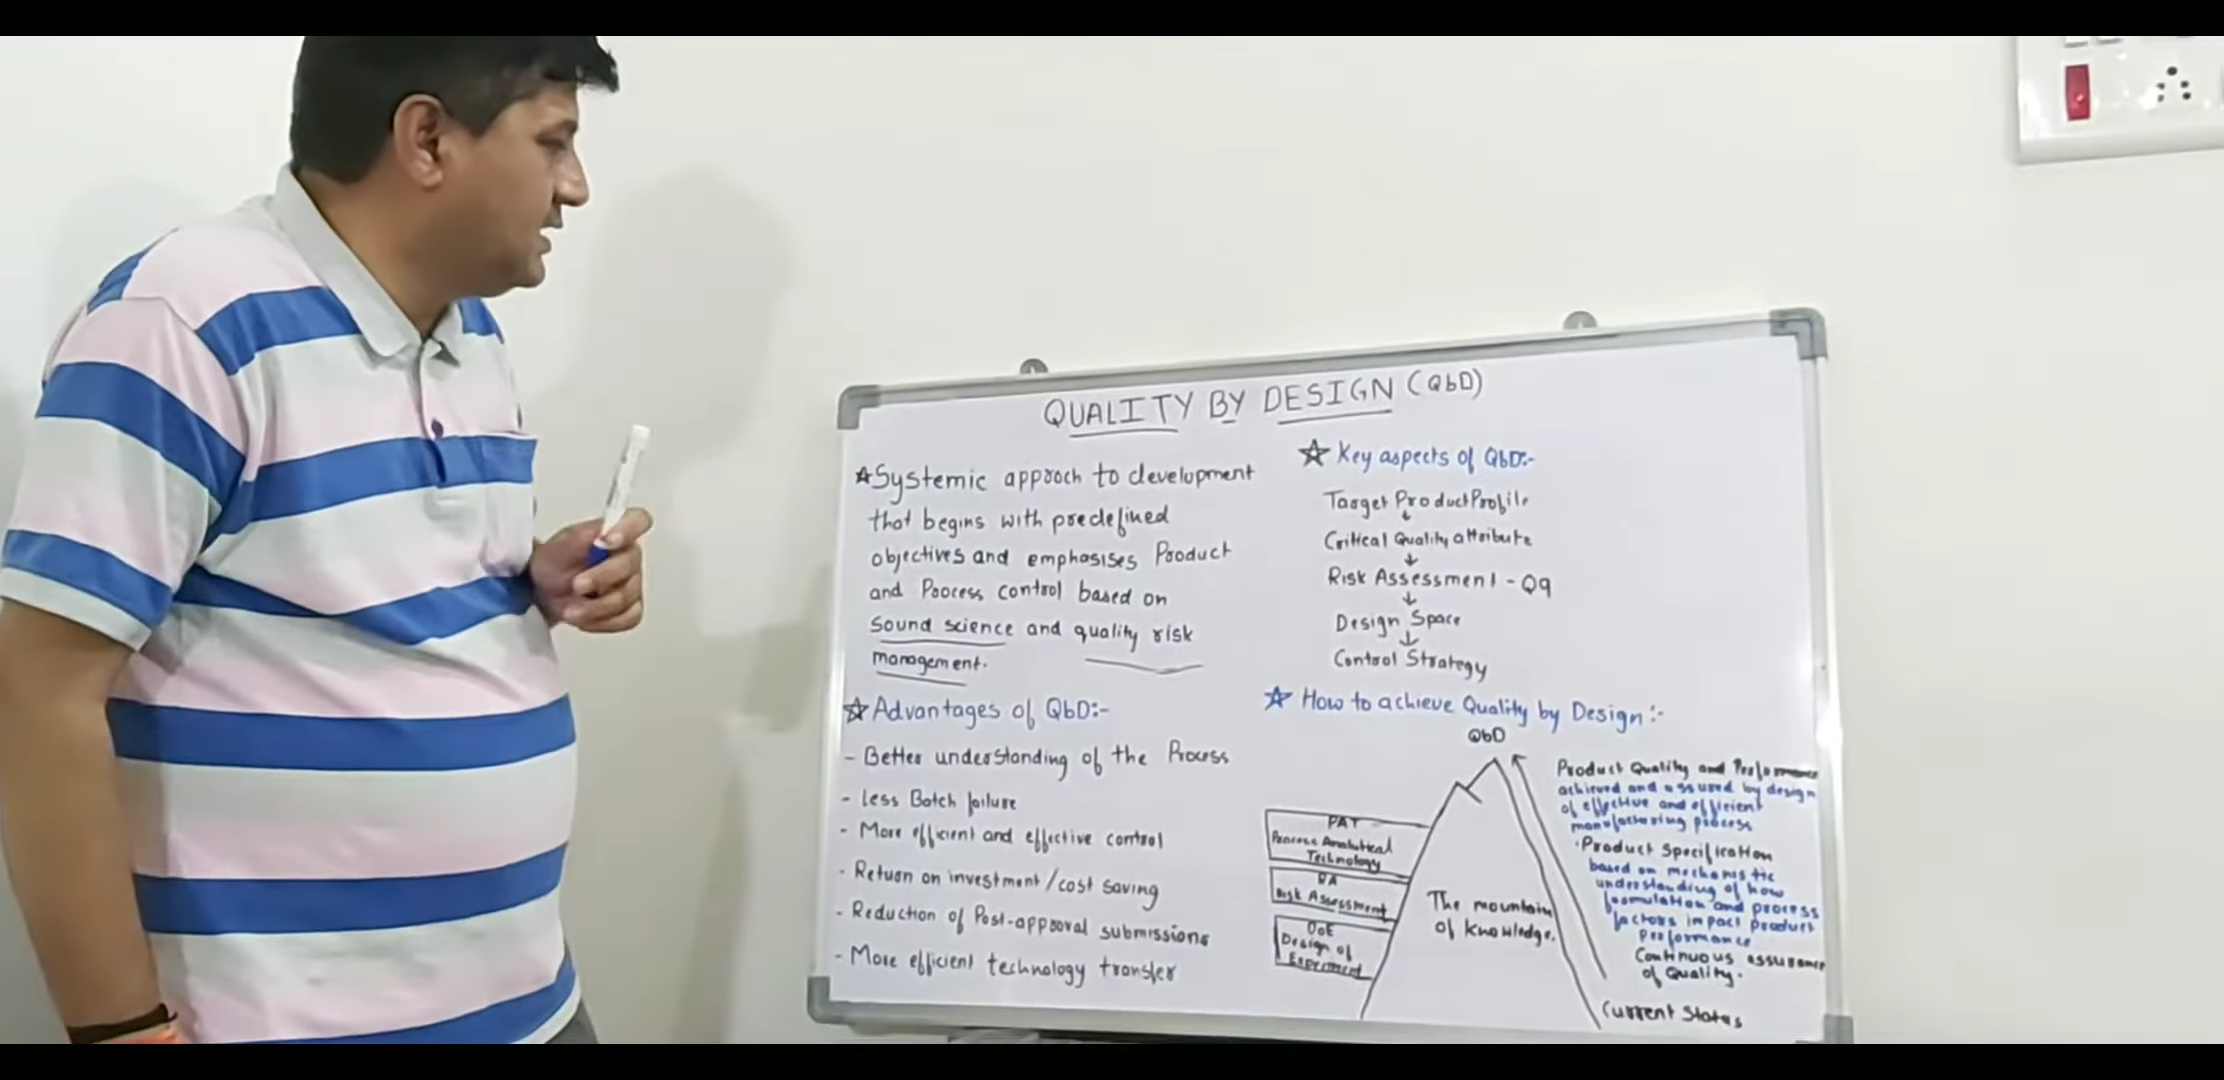 QUALITY BY DESIGN (QbD)
☆ Systemic approch to development
that begins with predefined
objectives and emphasises Product
and Process control based on
Sound science and quality risk
management.
☆ Advantages of QbD:-
- Better understanding of the Process
- Less Batch failure
- More efficient and effective control
- Return on investment/cost saving
- Reduction of Post-approval submissions
- More efficient technology transfer
☆ Key aspects of QbD:-
Target Product Profile
↓
Critical Quality attribute
↓
Risk Assessment - Q9
↓
Design Space
↓
Control Strategy
☆ How to achieve Quality by Design:-
QbD
PAT
Process Analytical
Technology
RA
Risk Assessment
DoE
Design of
Experiment
The mountain
of knowledge.
Product Quality and Performance
achieved and assured by design
of effective and efficient
manufacturing process
· Product Specification
based on mechanistic
understanding of how
formulation and process
factors impact product
Performance
Continuous assurance
of Quality.
Current Status